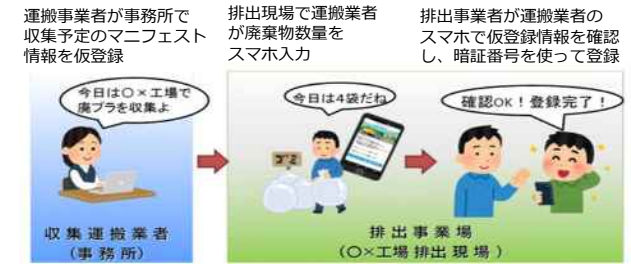 運搬事業者が事務所で
収集予定のマニフェスト
情報を仮登録
排出現場で運搬業者
が廃棄物数量を
スマホ入力
排出事業者が運搬業者の
スマホで仮登録情報を確認
し、暗証番号を使って登録
今日は〇×工場で
廃プラを収集よ
今日は4袋だね
確認OK！登録完了！
ゴミ
収集運搬業者
（事務所）
排出事業場
（〇×工場排出現場）